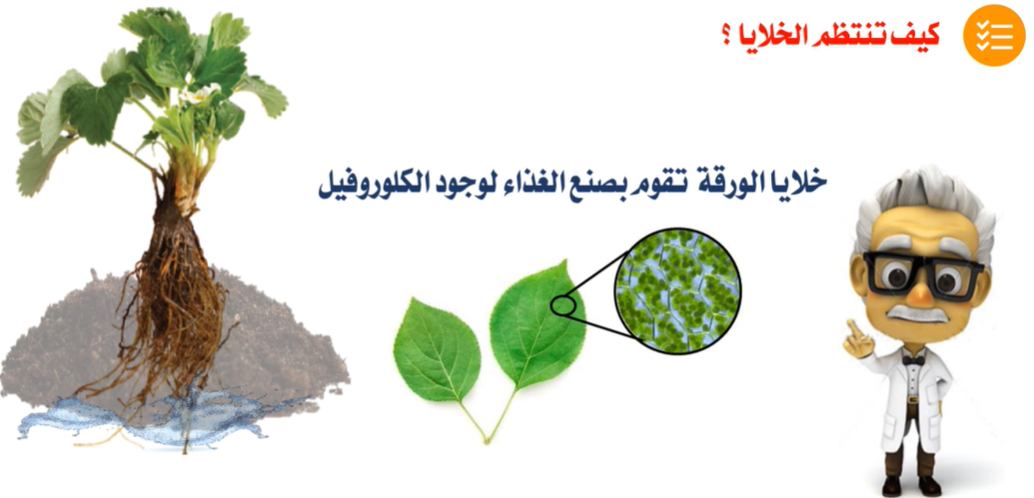 كيف تنتظم الخلايا ؟
خلايا الورقة تقوم بصنع الغذاء لوجود الكلوروفيل